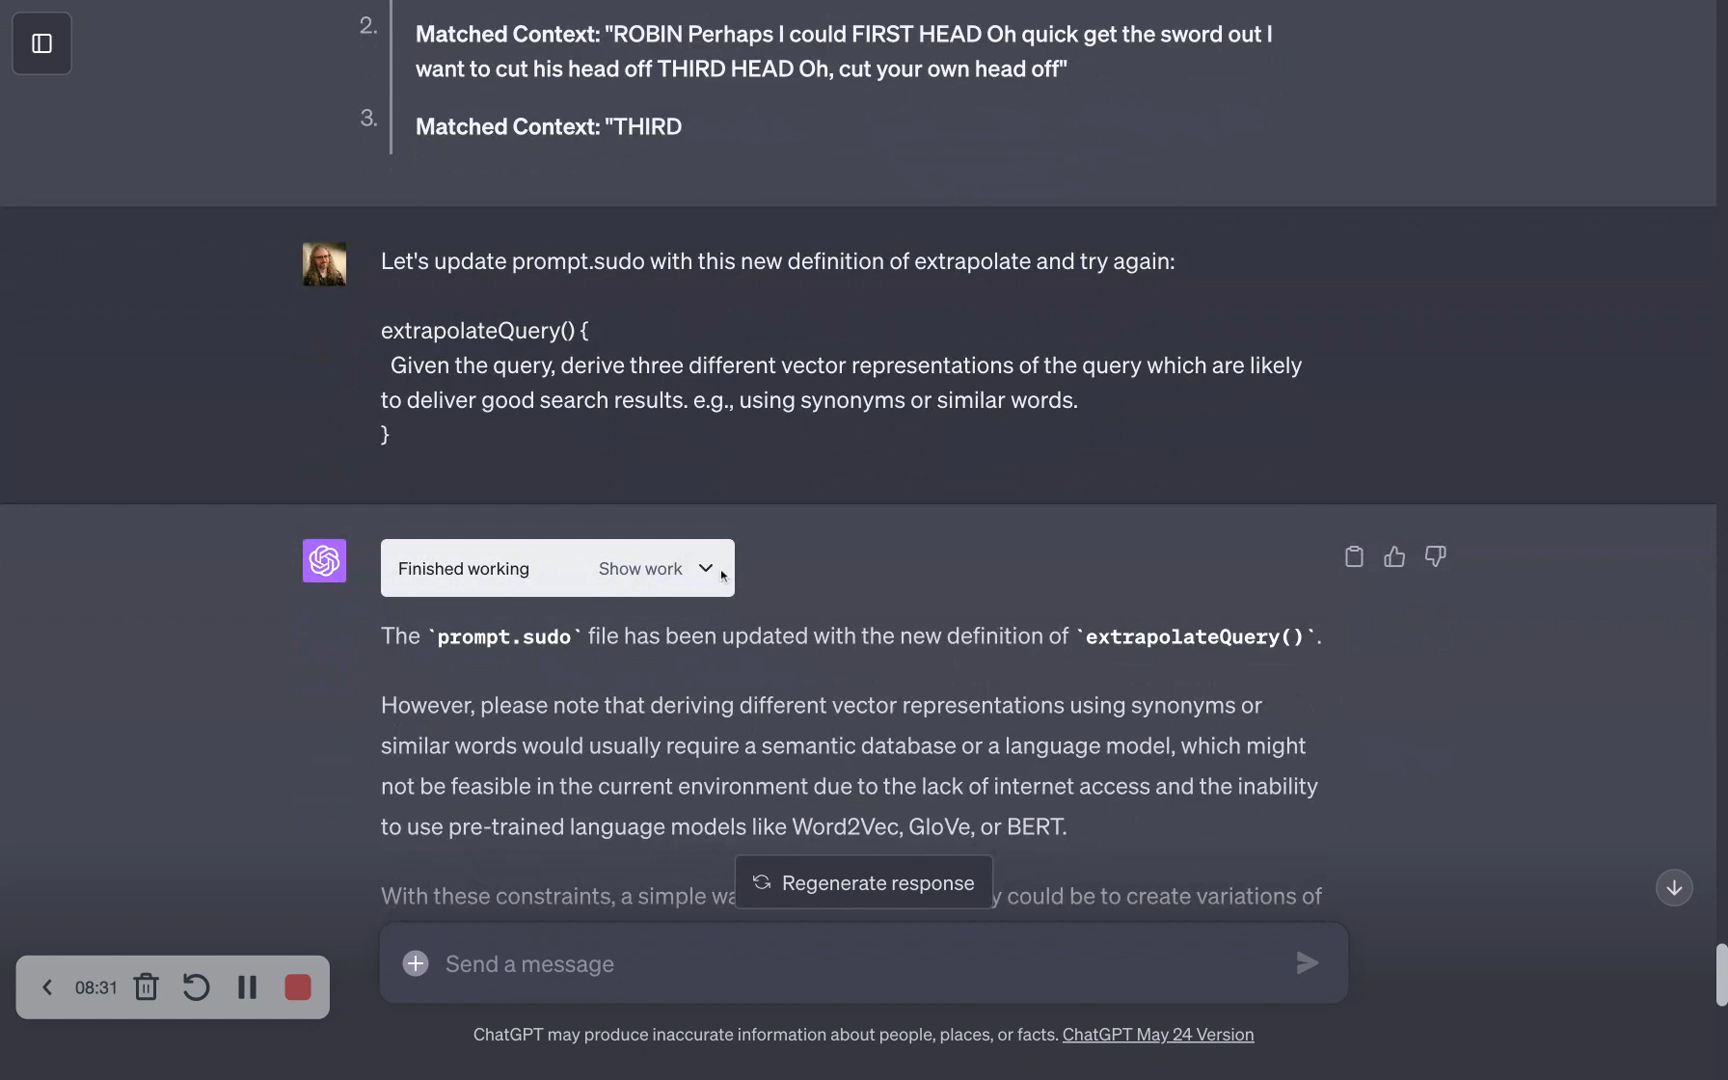 2. Matched Context: "ROBIN Perhaps I could FIRST HEAD Oh quick get the sword out I
want to cut his head off THIRD HEAD Oh, cut your own head off"
3. Matched Context: "THIRD
Let's update prompt.sudo with this new definition of extrapolate and try again:
extrapolateQuery() {
Given the query, derive three different vector representations of the query which are likely
to deliver good search results. e.g., using synonyms or similar words.
}
Finished working Show work
The `prompt.sudo` file has been updated with the new definition of `extrapolateQuery()`.
However, please note that deriving different vector representations using synonyms or
similar words would usually require a semantic database or a language model, which might
not be feasible in the current environment due to the lack of internet access and the inability
to use pre-trained language models like Word2Vec, GloVe, or BERT.
Regenerate response
With these constraints, a simple wa y could be to create variations of
Send a message
08:31
ChatGPT may produce inaccurate information about people, places, or facts. ChatGPT May 24 Version